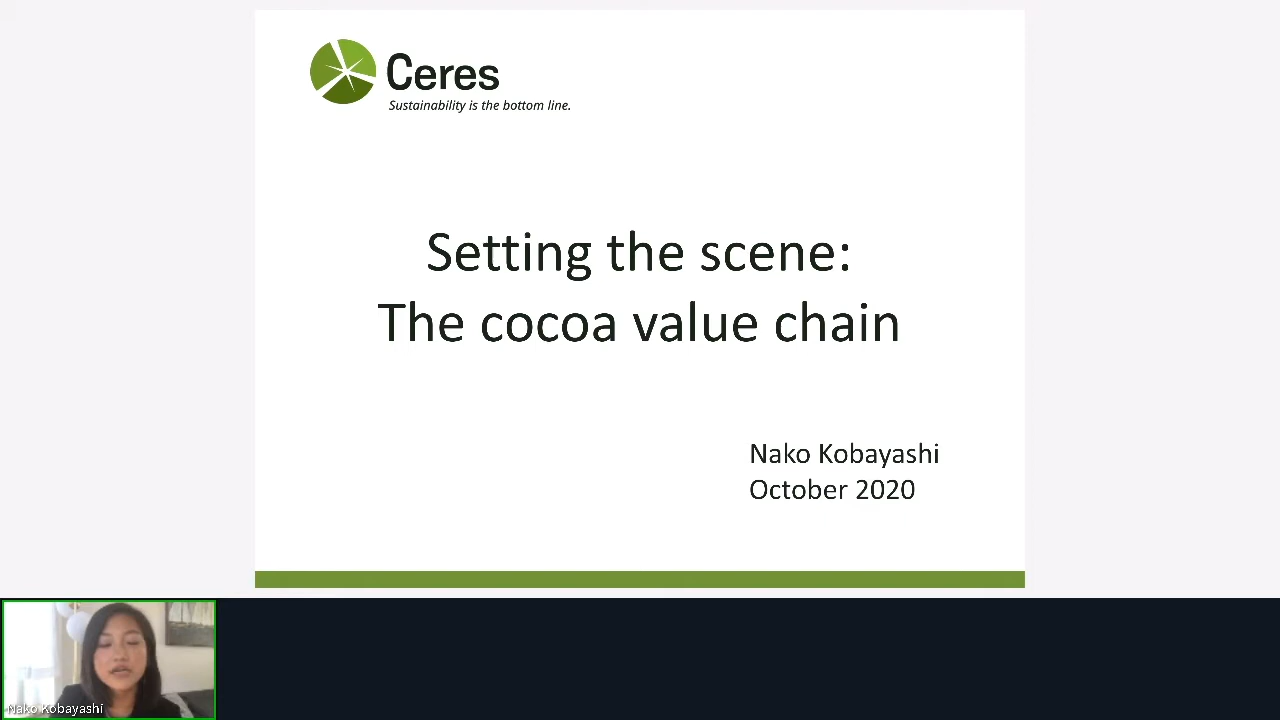 Ceres
Sustainability is the bottom line.
Setting the scene:
The cocoa value chain
Nako Kobayashi
October 2020
Nako Kobayashi